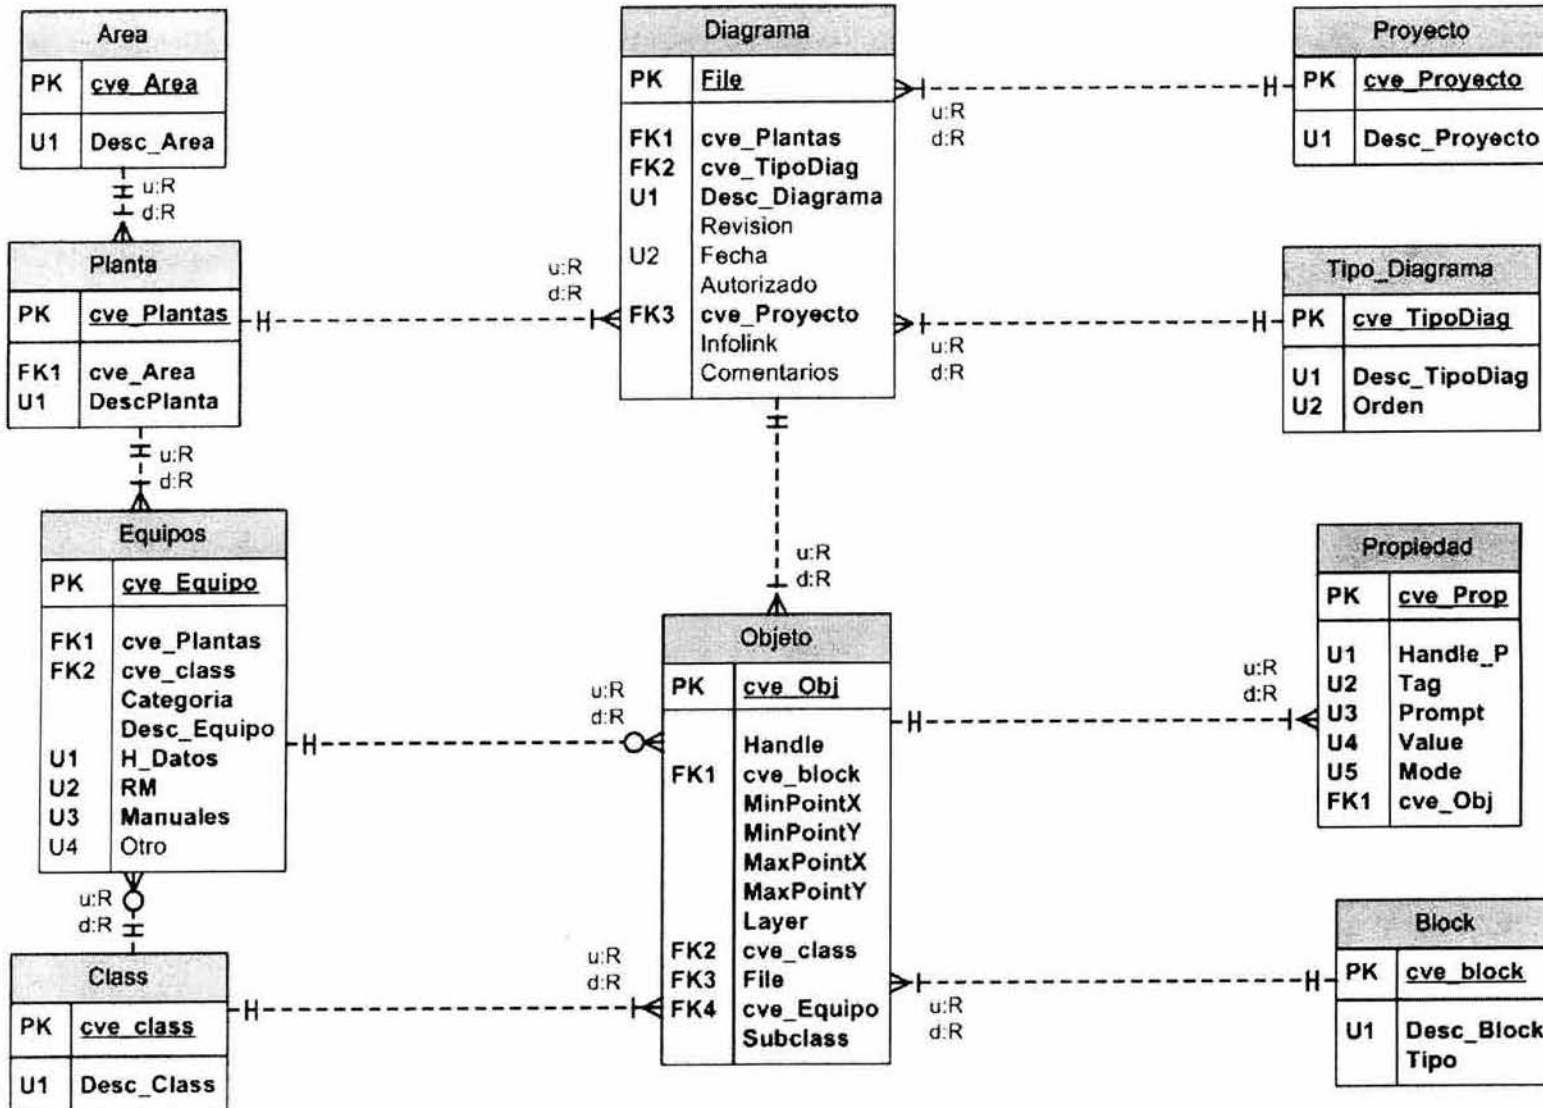 Area
PK cve_Area
U1 Desc_Area
u:R
d:R
Planta
PK cve_Plantas
FK1 cve_Area
U1 DescPlanta
u:R
d:R
Equipos
PK cve_Equipo
FK1 cve_Plantas
FK2 cve_class
Categoria
Desc_Equipo
U1 H_Datos
U2 RM
U3 Manuales
U4 Otro
u:R
d:R
Class
PK cve_class
U1 Desc_Class
Diagrama
PK File
FK1 cve_Plantas
FK2 cve_TipoDiag
U1 Desc_Diagrama
Revision
U2 Fecha
Autorizado
FK3 cve_Proyecto
Infolink
Comentarios
u:R
d:R
u:R
d:R
Objeto
PK cve_Obj
Handle
FK1 cve_block
MinPointX
MinPointY
MaxPointX
MaxPointY
Layer
FK2 cve_class
FK3 File
FK4 cve_Equipo
Subclass
u:R
d:R
u:R
d:R
Proyecto
PK cve_Proyecto
U1 Desc_Proyecto
u:R
d:R
Tipo_Diagrama
PK cve_TipoDiag
U1 Desc_TipoDiag
U2 Orden
u:R
d:R
Propiedad
PK cve_Prop
U1 Handle_P
U2 Tag
U3 Prompt
U4 Value
U5 Mode
FK1 cve_Obj
u:R
d:R
Block
PK cve_block
U1 Desc_Block
Tipo
u:R
d:R